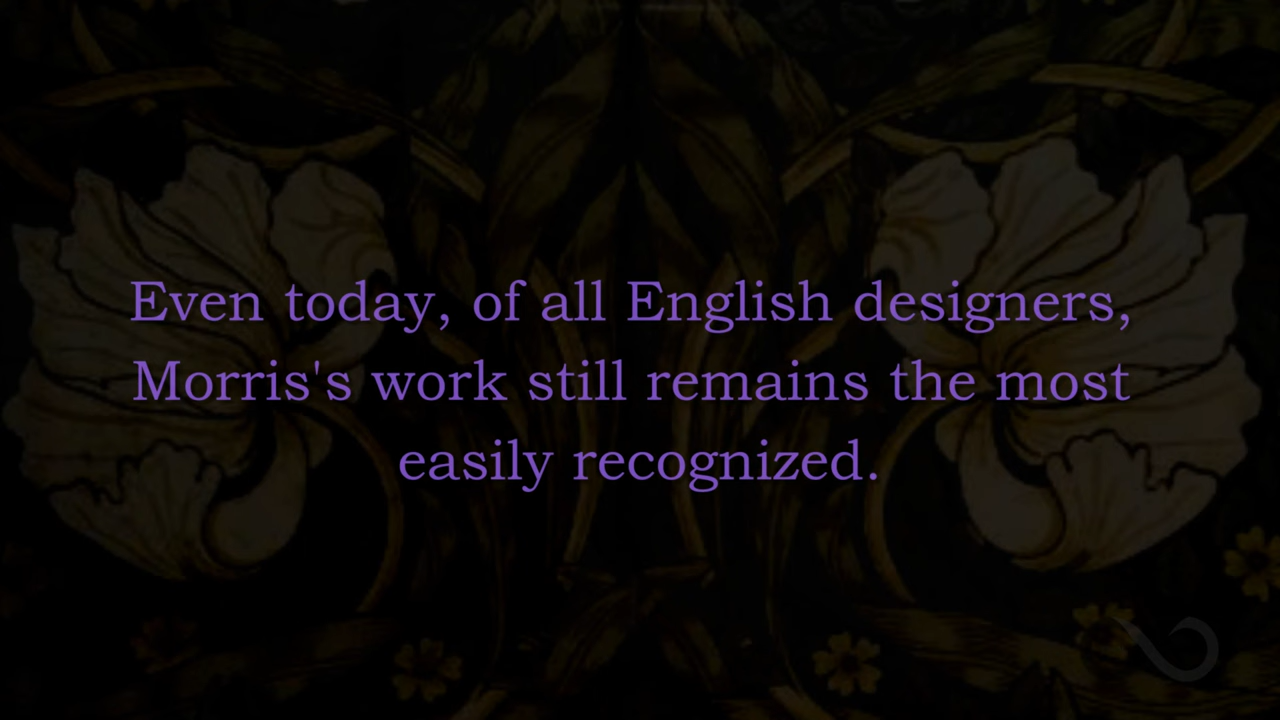 Even today, of all English designers,
Morris's work still remains the most
easily recognized.